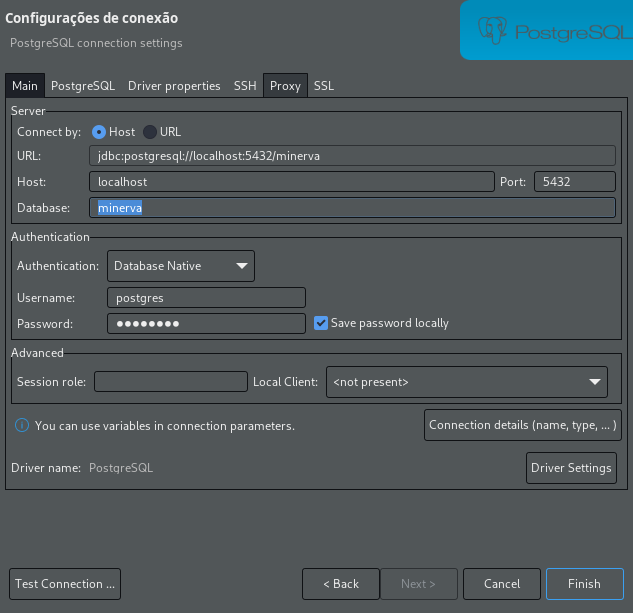 Configurações de conexão
PostgreSQL connection settings
PostgreSQL
Main PostgreSQL Driver properties SSH Proxy SSL
Server
Connect by: Host URL
URL: jdbc:postgresql://localhost:5432/minerva
Host: localhost Port: 5432
Database: minerva
Authentication
Authentication: Database Native
Username: postgres
Password: ●●●●●●●● Save password locally
Advanced
Session role: Local Client: <not present>
You can use variables in connection parameters. Connection details (name, type, ... )
Driver name: PostgreSQL Driver Settings
Test Connection ... < Back Next > Cancel Finish